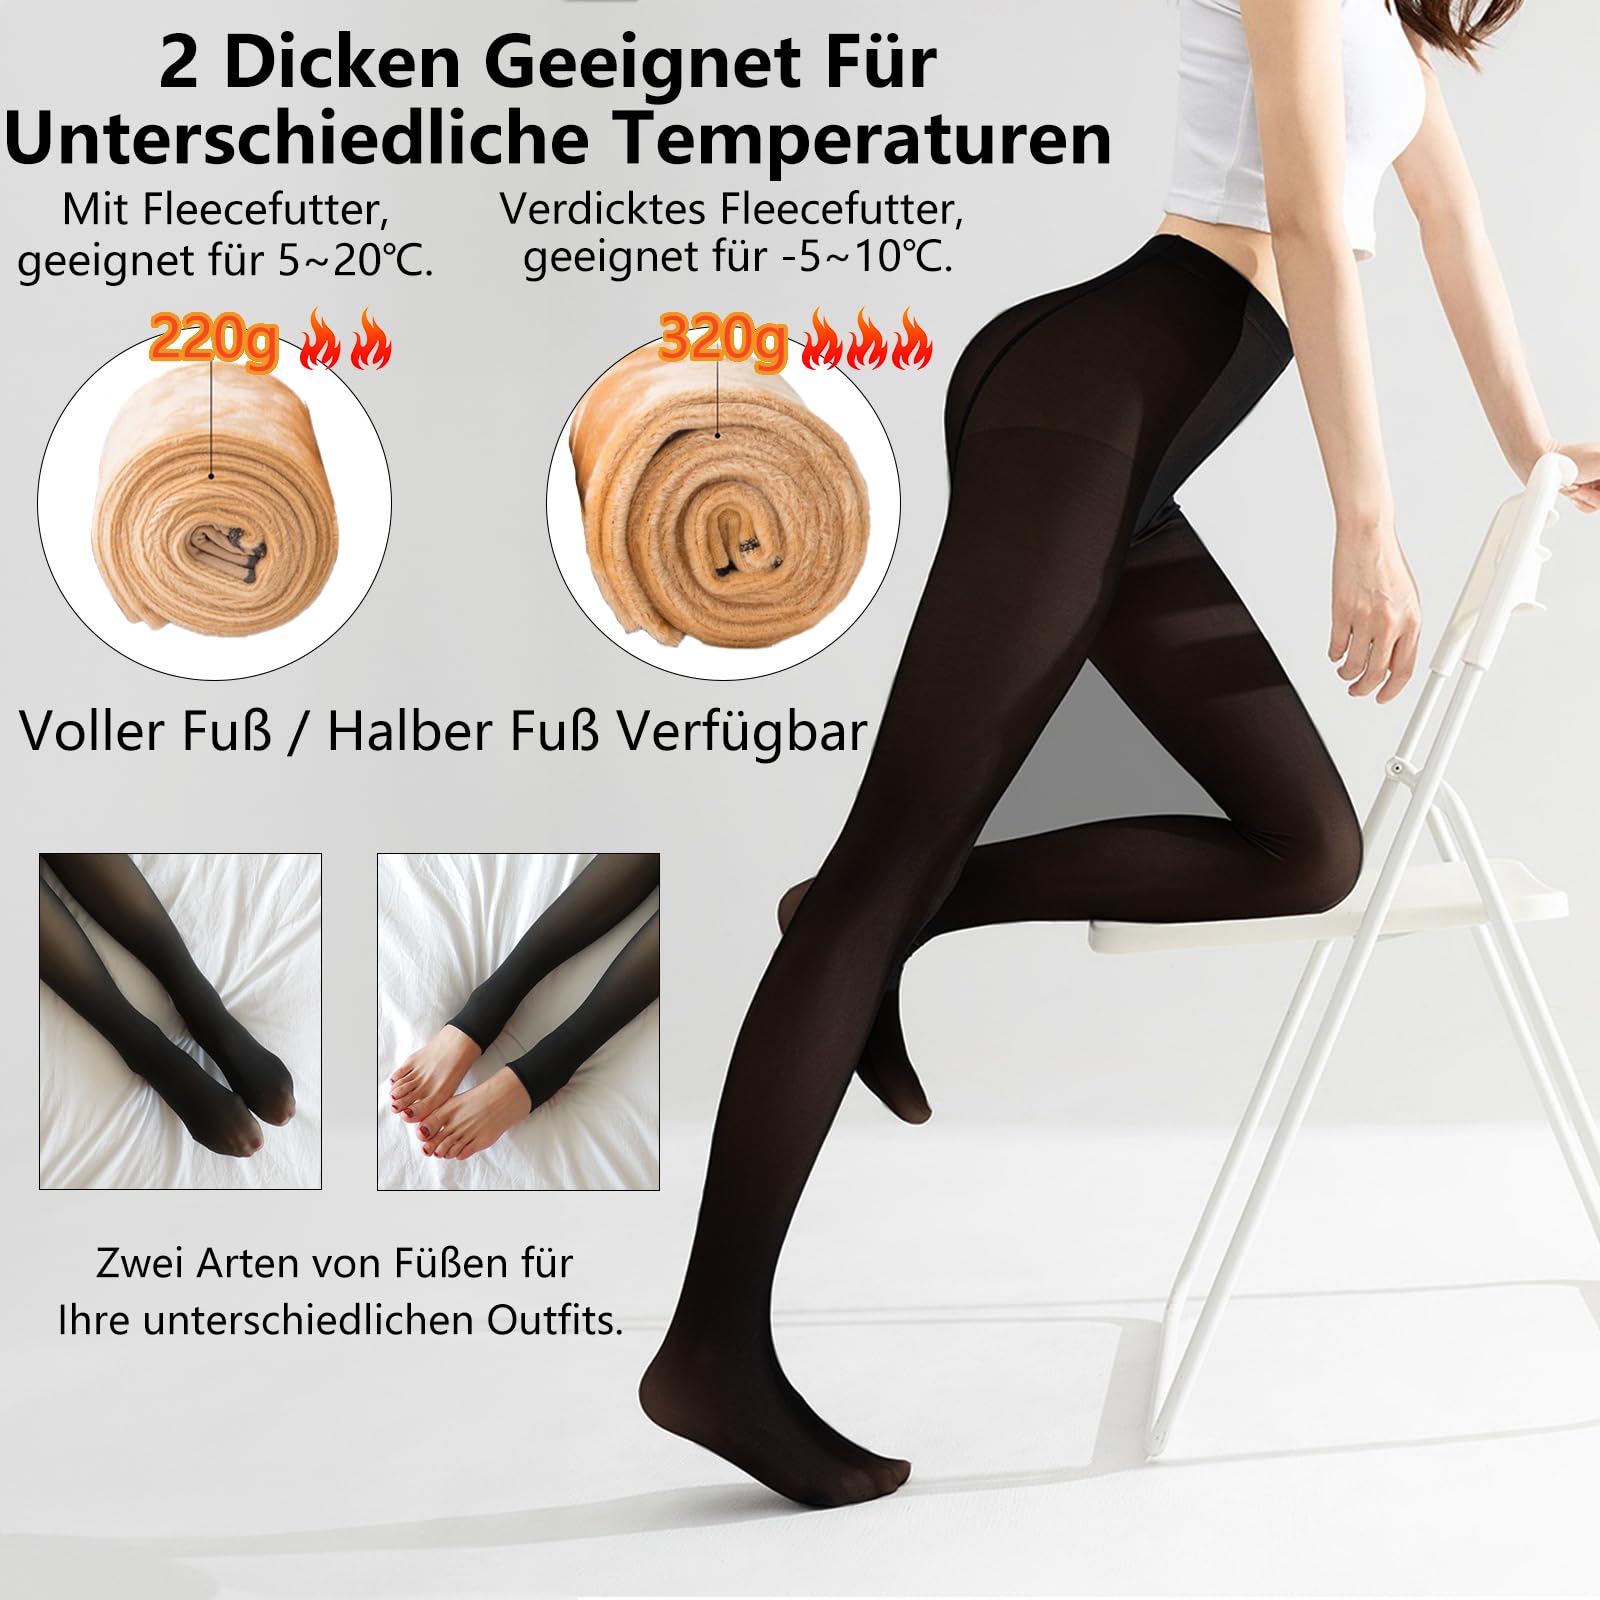 2 Dicken Geeignet Für
Unterschiedliche Temperaturen
Mit Fleecefutter,
geeignet für 5~20℃.
Verdicktes Fleecefutter,
geeignet für -5~10℃.
220g
320g
Voller Fuß / Halber Fuß Verfügbar
Zwei Arten von Füßen für
Ihre unterschiedlichen Outfits.